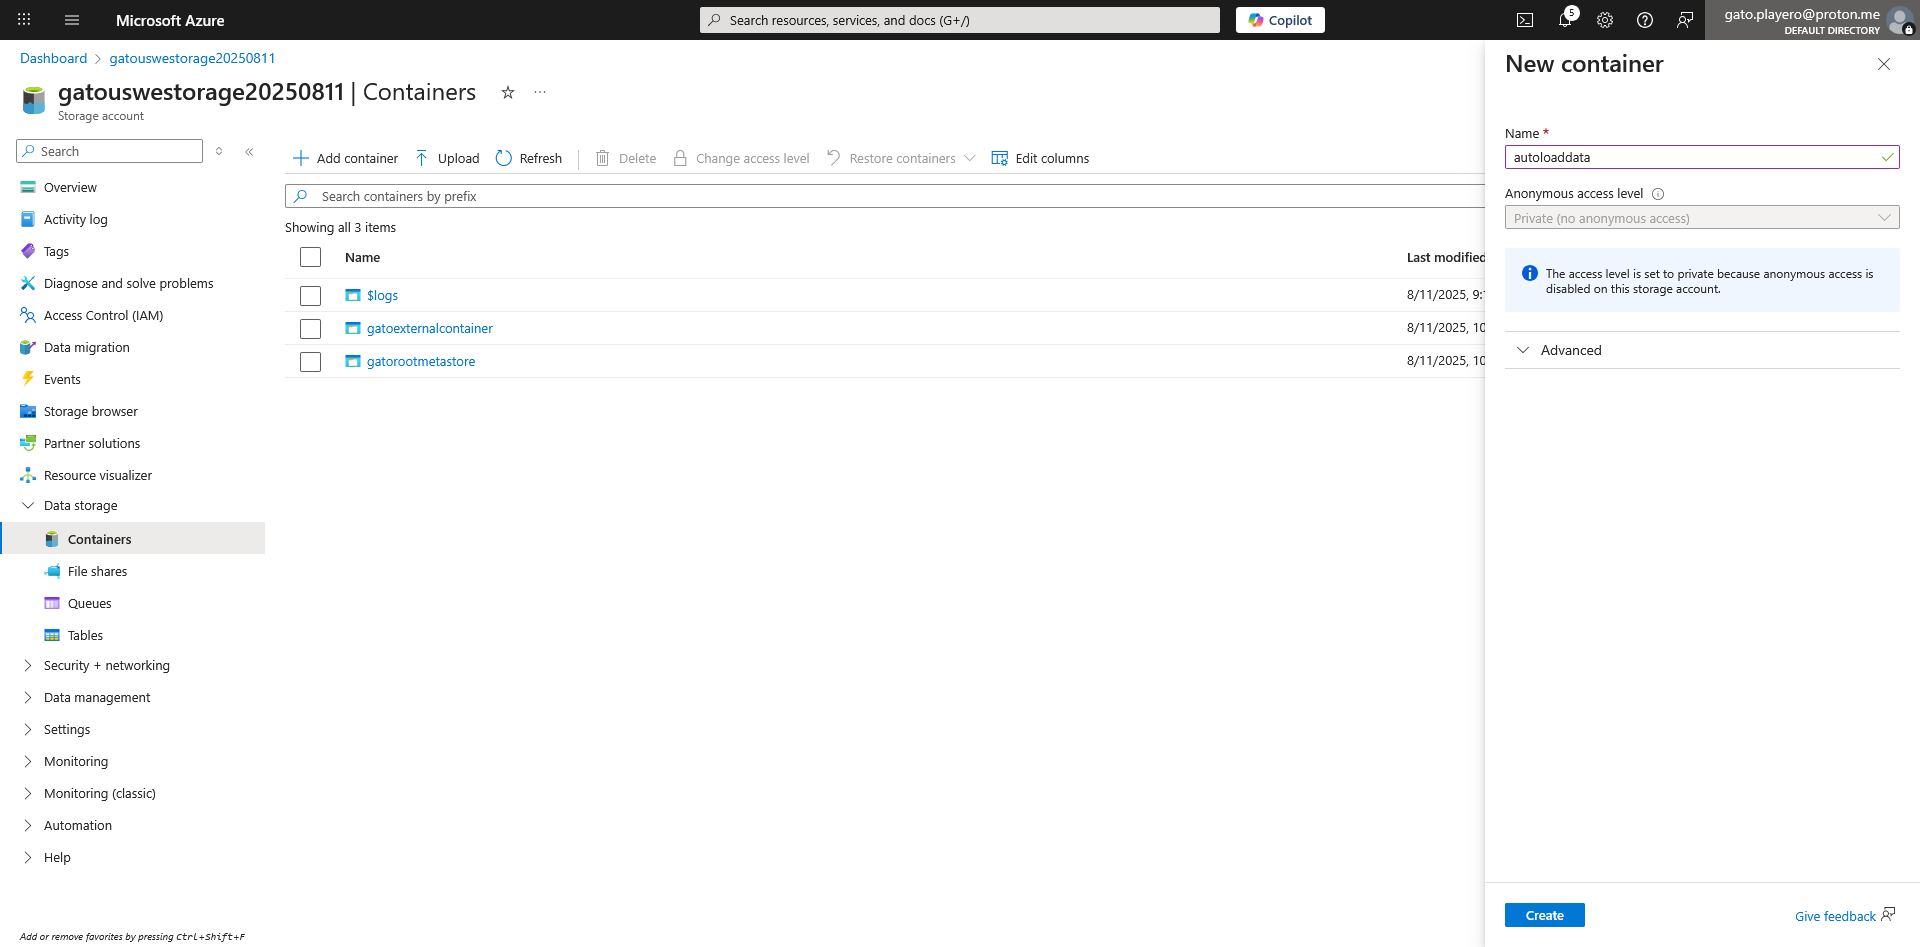 Microsoft Azure
Search resources, services, and docs (G+/)
Copilot
5
gato.playero@proton.me
DEFAULT DIRECTORY
Dashboard
gatouswestorage20250811
gatouswestorage20250811 | Containers
Storage account
Search
Overview
Activity log
Tags
Diagnose and solve problems
Access Control (IAM)
Data migration
Events
Storage browser
Partner solutions
Resource visualizer
Data storage
Containers
File shares
Queues
Tables
Security + networking
Data management
Settings
Monitoring
Monitoring (classic)
Automation
Help
Add or remove favorites by pressing Ctrl+Shift+F
Add container
Upload
Refresh
Delete
Change access level
Restore containers
Edit columns
Search containers by prefix
Showing all 3 items
Name Last modified
$logs 8/11/2025, 9:
gatoexternalcontainer 8/11/2025, 10
gatorootmetastore 8/11/2025, 10
New container
Name *
autoloaddata
Anonymous access level
Private (no anonymous access)
The access level is set to private because anonymous access is
disabled on this storage account.
Advanced
Create
Give feedback